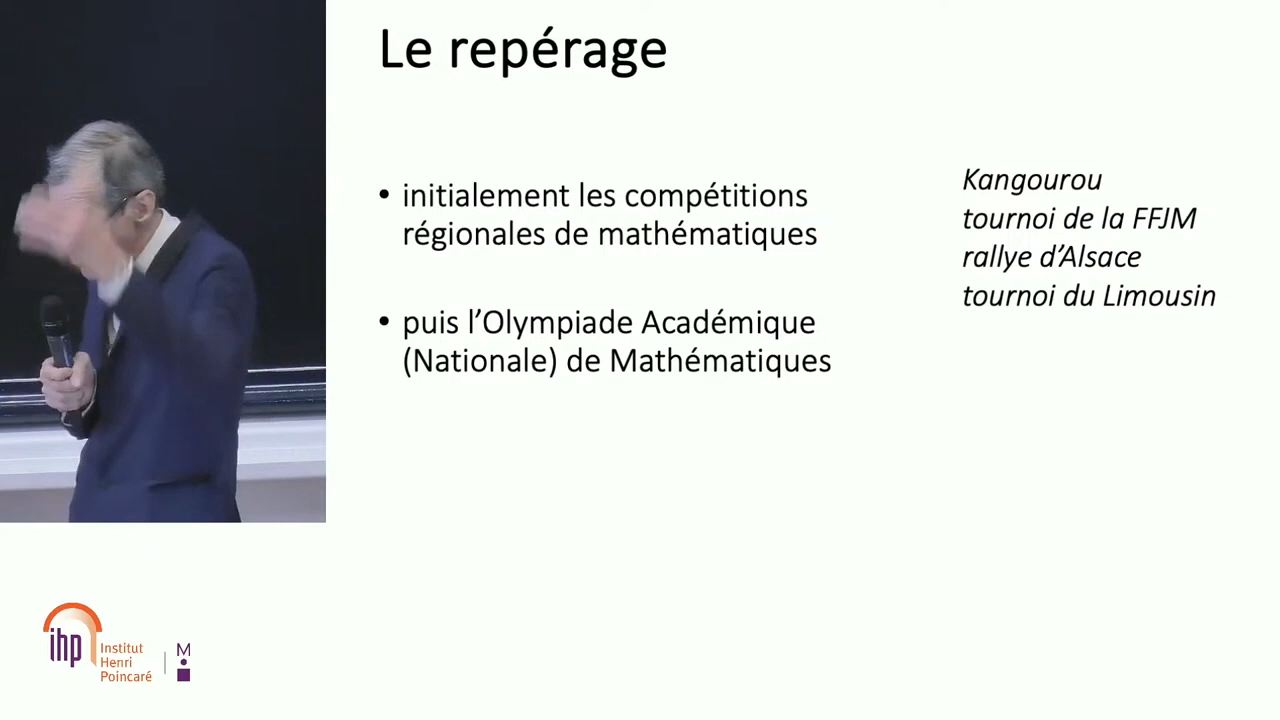 Le repérage
• initialement les compétitions
régionales de mathématiques
• puis l’Olympiade Académique
(Nationale) de Mathématiques
Kangourou
tournoi de la FFJM
rallye d’Alsace
tournoi du Limousin
ihp
Institut
Henri
Poincaré
M